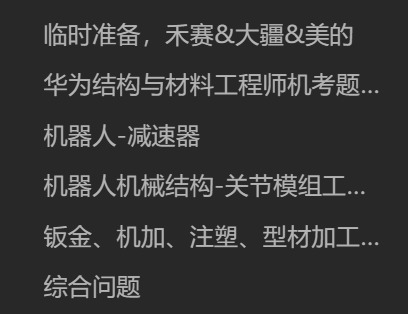 临时准备，禾赛&大疆&美的
华为结构与材料工程师机考题...
机器人-减速器
机器人机械结构-关节模组工...
钣金、机加、注塑、型材加工...
综合问题